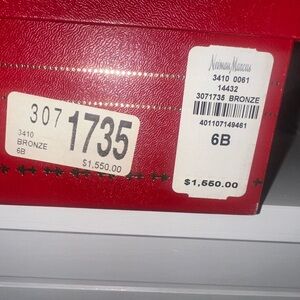 307 1735
3410
BRONZE
6B
$1,550.00
Neiman Marcus
3410 0061
14432
3071735 BRONZE
401107149461
6B
$1,550.00